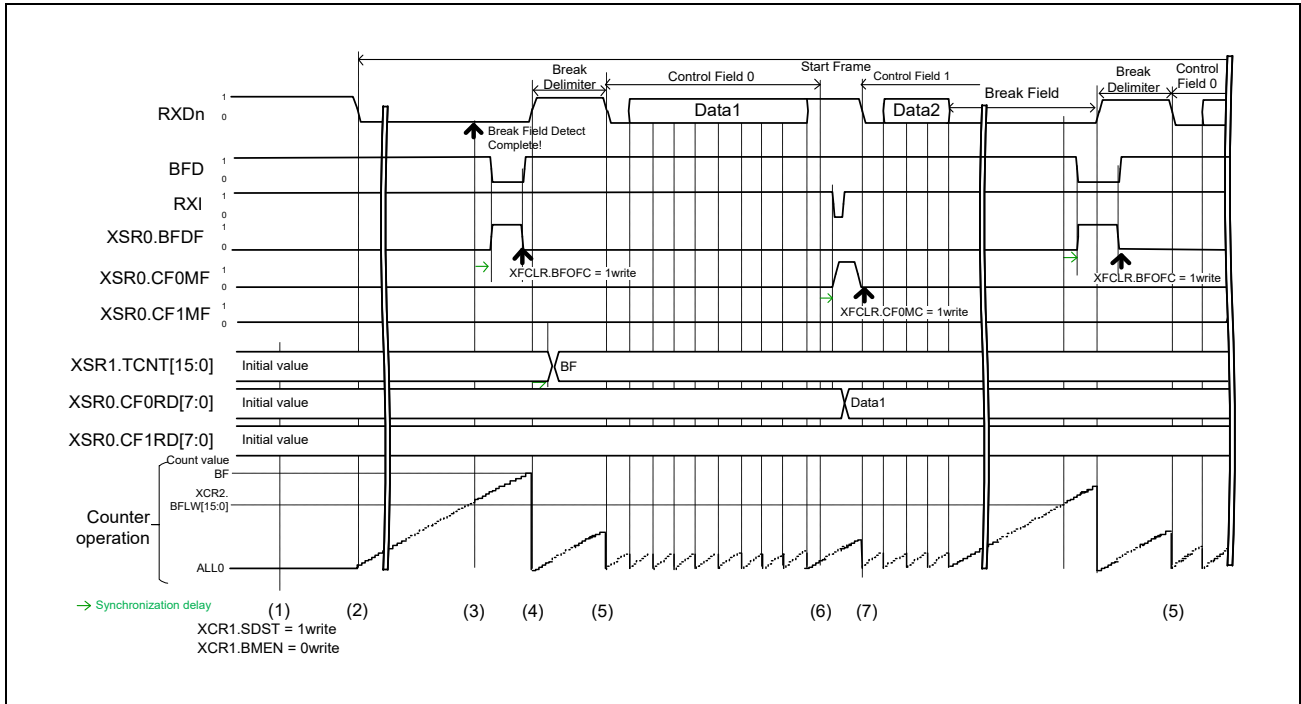 Start Frame
Break
Delimiter
Control Field 0
Control Field 1
Break Field
Break
Delimiter
Control
Field 0
RXDn
1
0
Data1
Data2
Break Field Detect
Complete!
BFD
1
0
RXI
1
0
XSR0.BFDF
1
0
XFCLR.BFOFC = 1write
XFCLR.BFOFC = 1write
XSR0.CF0MF
1
0
XFCLR.CF0MC = 1write
XSR0.CF1MF
1
0
XSR1.TCNT[15:0]
Initial value
BF
XSR0.CF0RD[7:0]
Initial value
Data1
XSR0.CF1RD[7:0]
Initial value
Count value
BF
XCR2.
BFLW[15:0]
Counter
operation
ALL0
Synchronization delay
(1)
(2)
(3)
(4)
(5)
(6)
(7)
(5)
XCR1.SDST = 1write
XCR1.BMEN = 0write